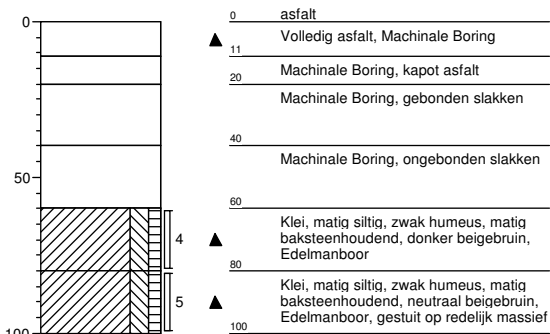 0
0
asfalt
Volledig asfalt, Machinale Boring
11
Machinale Boring, kapot asfalt
20
Machinale Boring, gebonden slakken
40
Machinale Boring, ongebonden slakken
50
60
Klei, matig siltig, zwak humeus, matig
baksteenhoudend, donker beigebruin,
Edelmanboor
4
80
Klei, matig siltig, zwak humeus, matig
baksteenhoudend, neutraal beigebruin,
Edelmanboor, gestuit op redelijk massief
5
100
100